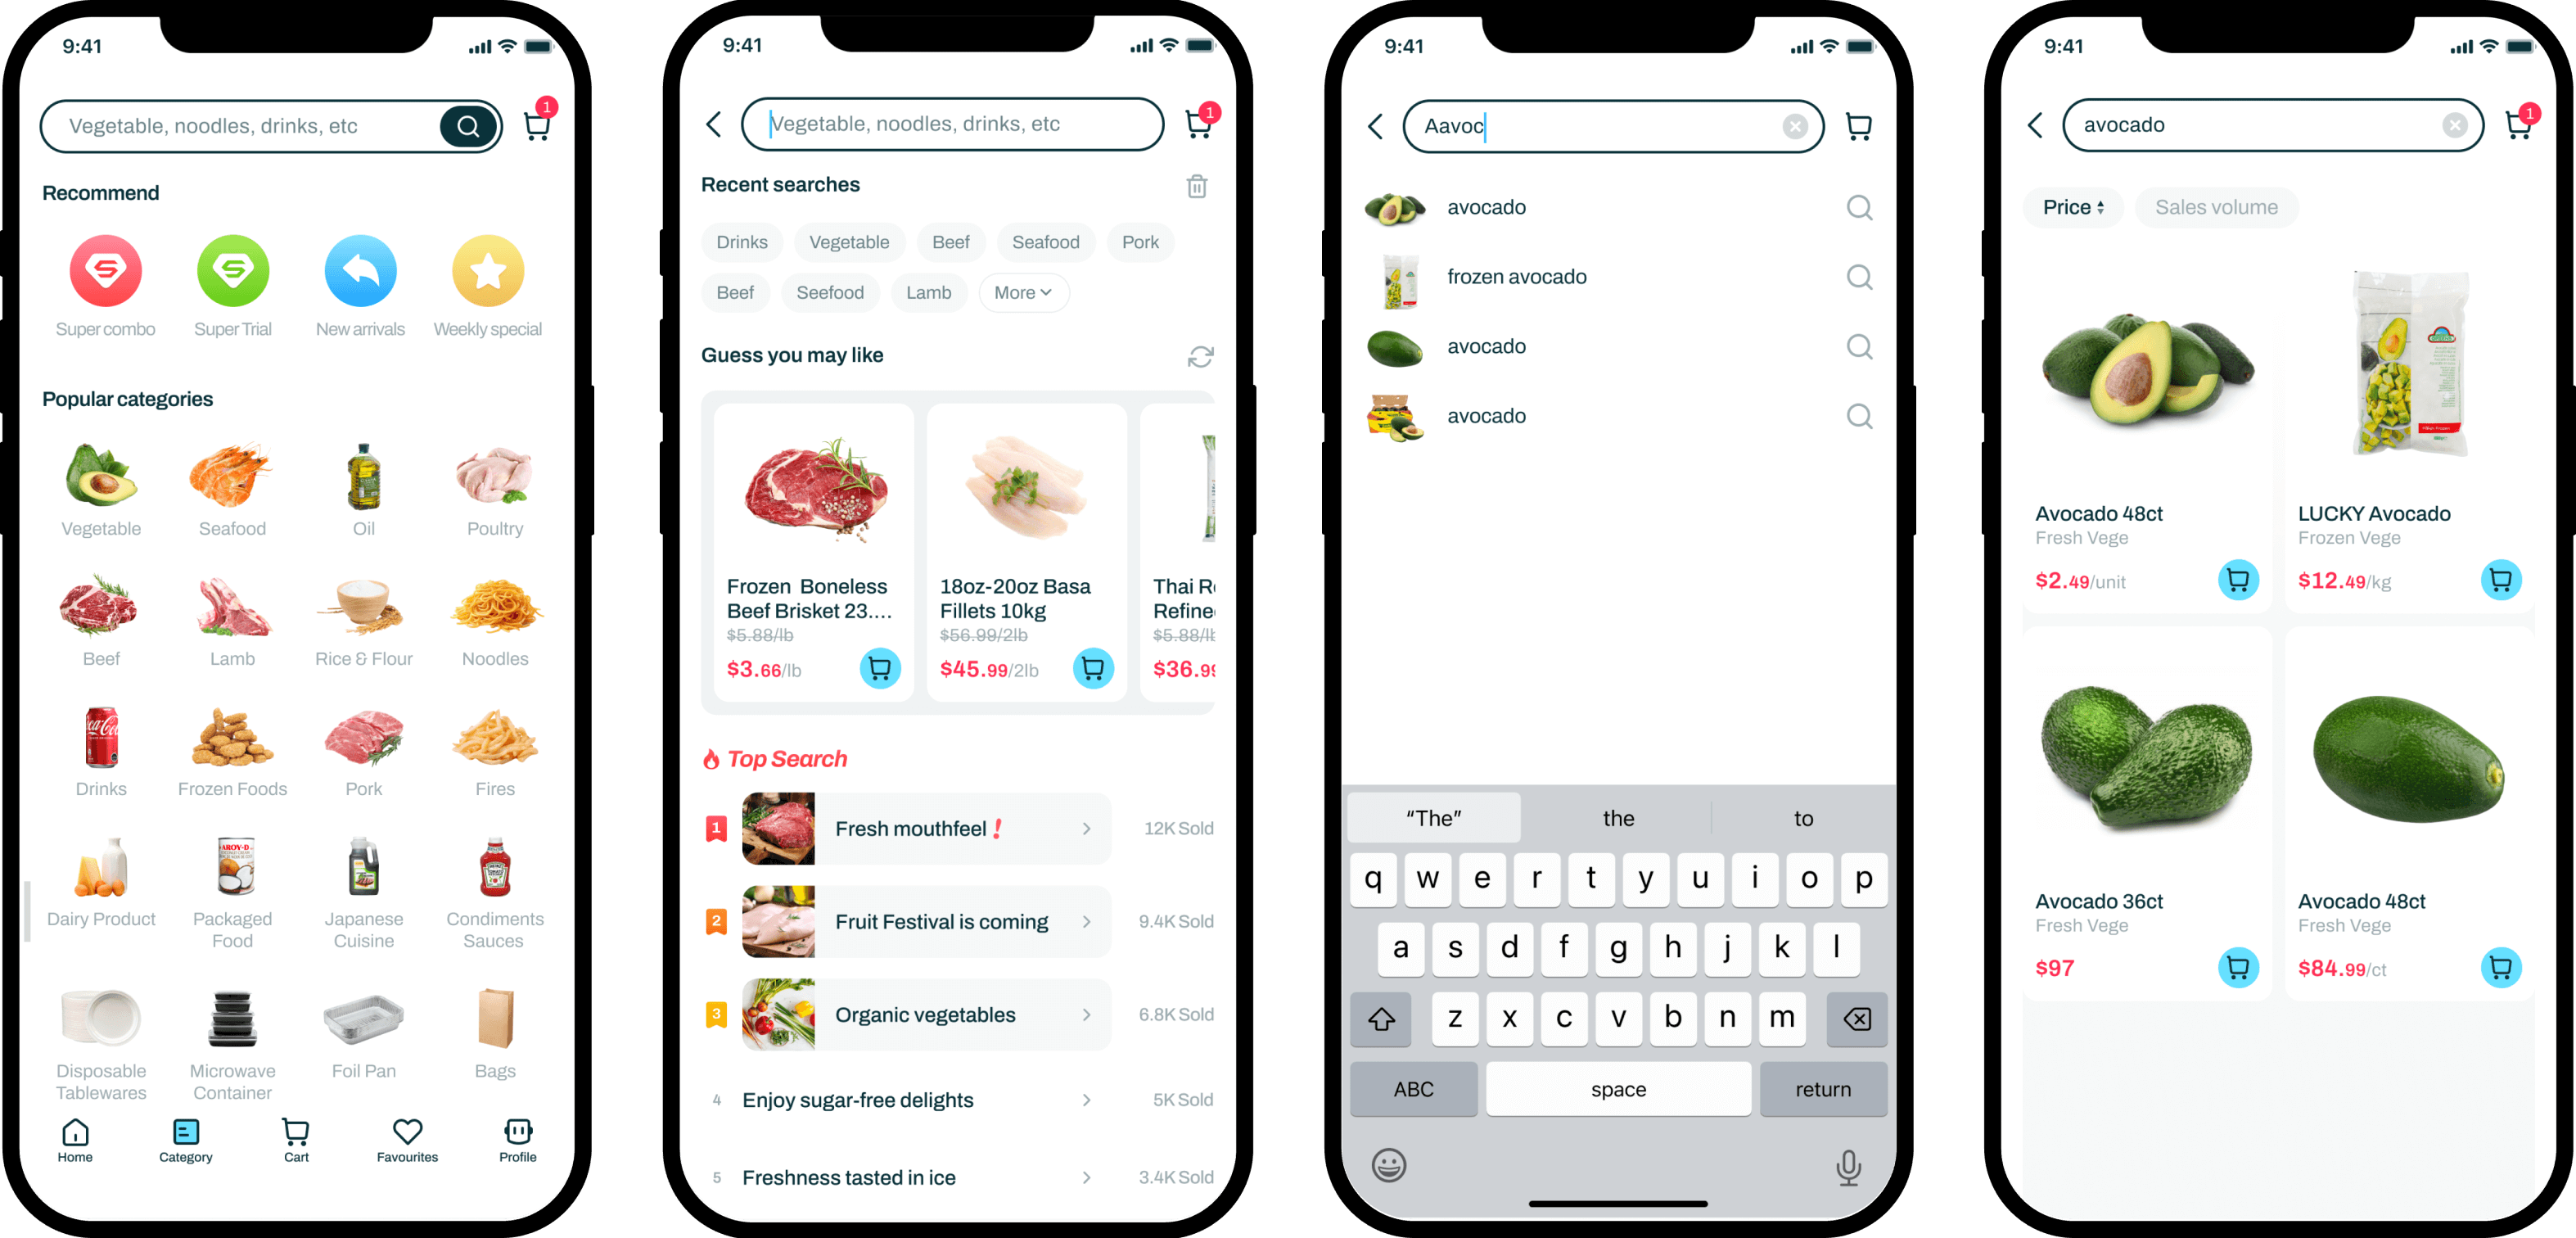 9:41
Vegetable, noodles, drinks, etc
1
Recommend
Super combo
Super Trial
New arrivals
Weekly special
Popular categories
Vegetable
Seafood
Oil
Poultry
Beef
Lamb
Rice & Flour
Noodles
Drinks
Frozen Foods
Pork
Fires
AROY-D
Dairy Product
Packaged
Food
Japanese
Cuisine
Condiments
Sauces
Disposable
Tablewares
Microwave
Container
Foil Pan
Bags
Home
Category
Cart
Favourites
Profile
9:41
Vegetable, noodles, drinks, etc
1
Recent searches
Drinks
Vegetable
Beef
Seafood
Pork
Beef
Seefood
Lamb
More
Guess you may like
Frozen Boneless
Beef Brisket 23....
$5.88/lb
$3.66/lb
18oz-20oz Basa
Fillets 10kg
$56.99/2lb
$45.99/2lb
Thai R
Refine
$5.88/l
$36.99
Top Search
1
Fresh mouthfeel !
12K Sold
2
Fruit Festival is coming
9.4K Sold
3
Organic vegetables
6.8K Sold
4
Enjoy sugar-free delights
5K Sold
5
Freshness tasted in ice
3.4K Sold
9:41
Aavoc
avocado
frozen avocado
avocado
avocado
“The”
the
to
q w e r t y u i o p
a s d f g h j k l
z x c v b n m
ABC
space
return
9:41
avocado
1
Price
Sales volume
Avocado 48ct
Fresh Vege
$2.49/unit
LUCKY Avocado
Frozen Vege
$12.49/kg
Avocado 36ct
Fresh Vege
$97
Avocado 48ct
Fresh Vege
$84.99/ct